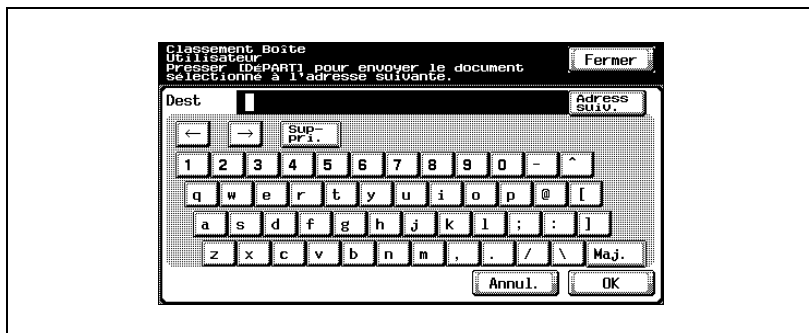 Classement Boîte
Utilisateur
Presser [DéPART] pour envoyer le document
sélectionné à l'adresse suivante.
Fermer
Dest
Adress
suiv.
← → Sup-
pri.
1 2 3 4 5 6 7 8 9 0 - ^
q w e r t y u i o p @ [
a s d f g h j k l ; : ]
z x c v b n m , . / \ Maj.
Annul. OK